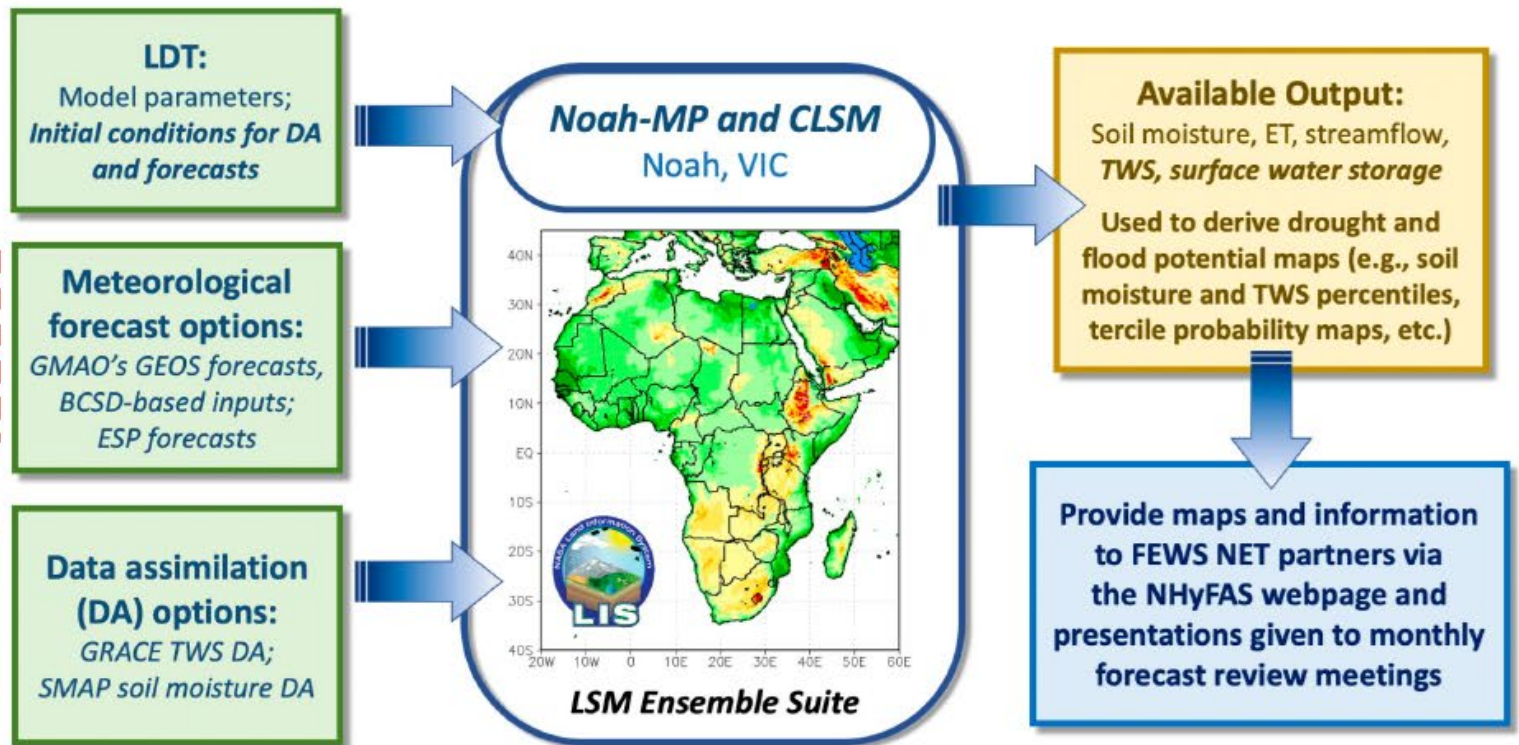 LDT:
Model parameters;
Initial conditions for DA
and forecasts
Meteorological
forecast options:
GMAO's GEOS forecasts,
BCSD-based inputs;
ESP forecasts
Data assimilation
(DA) options:
GRACE TWS DA;
SMAP soil moisture DA
Noah-MP and CLSM
Noah, VIC
40N
30N
20N
10N
EQ
10S
20S
30S
40S
20W 10W 0 10E 20E 30E 40E 50E 60E
NASA Land Information System
LIS
LSM Ensemble Suite
Available Output:
Soil moisture, ET, streamflow,
TWS, surface water storage
Used to derive drought and
flood potential maps (e.g., soil
moisture and TWS percentiles,
tercile probability maps, etc.)
Provide maps and information
to FEWS NET partners via
the NHyFAS webpage and
presentations given to monthly
forecast review meetings